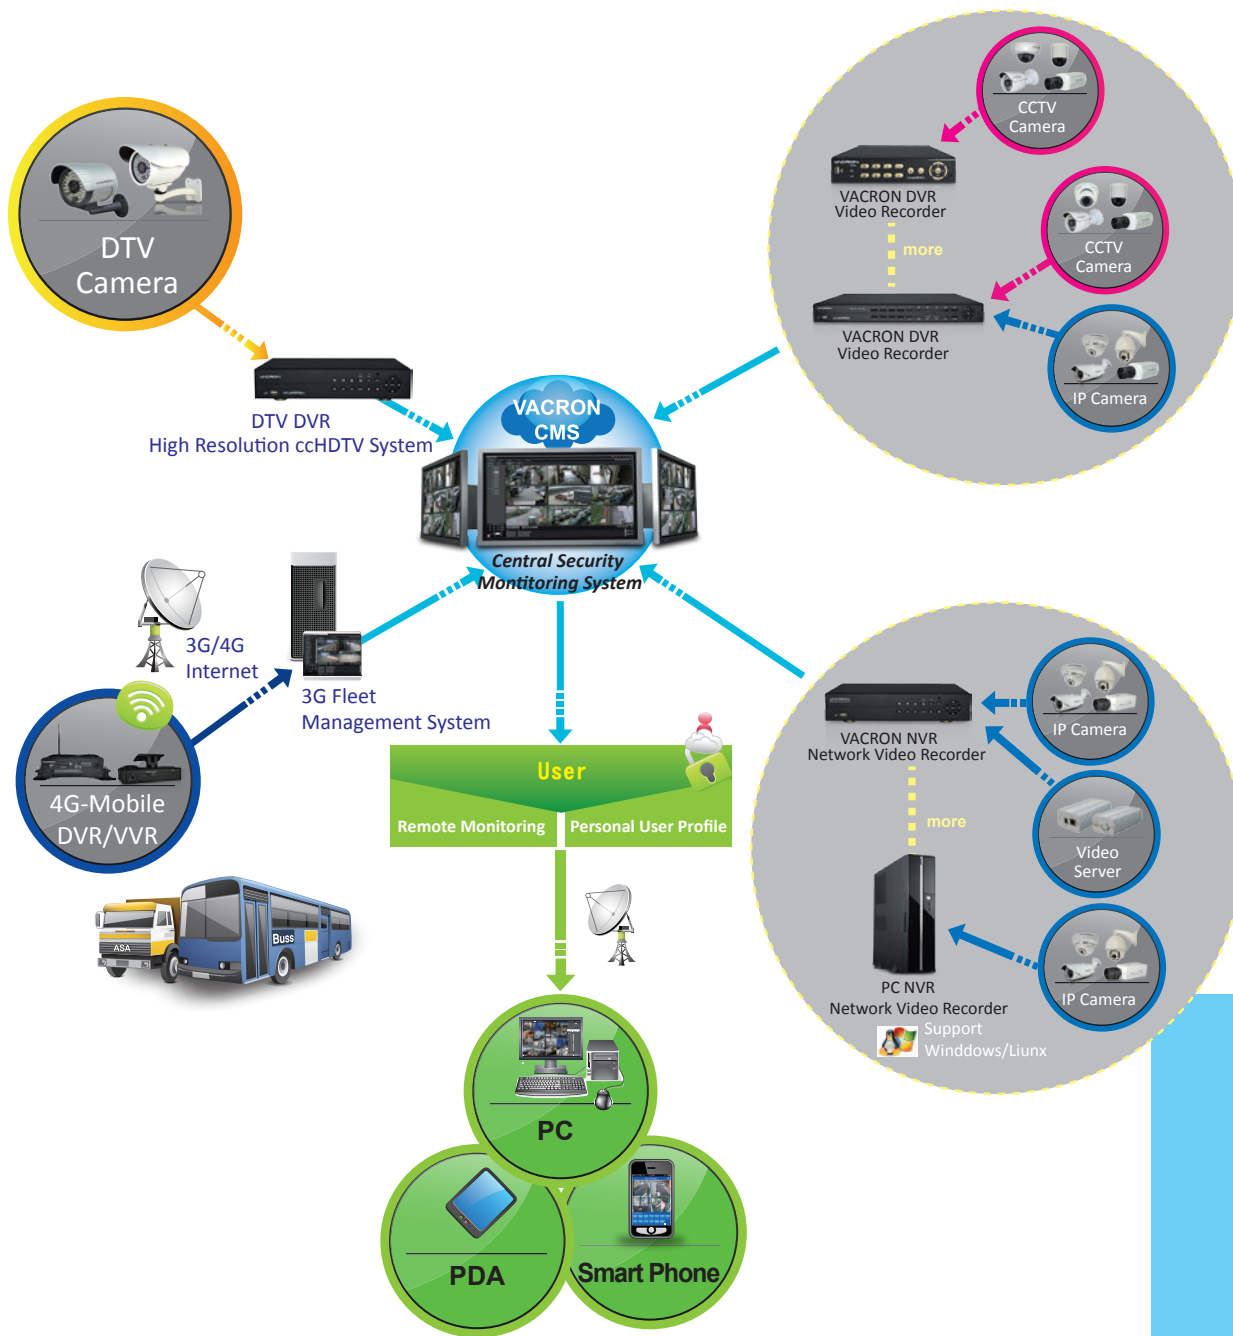 DTV
Camera
DTV DVR
High Resolution ccHDTV System
VACRON
CMS
Central Security
Montitoring System
CCTV
Camera
VACRON DVR
Video Recorder
more
CCTV
Camera
VACRON DVR
Video Recorder
IP Camera
3G/4G
Internet
3G Fleet
Management System
4G-Mobile
DVR/VVR
ASA
Buss
User
Remote Monitoring
Personal User Profile
VACRON NVR
Network Video Recorder
IP Camera
more
Video
Server
PC NVR
Network Video Recorder
IP Camera
Support
Winddows/Liunx
PC
PDA
Smart Phone